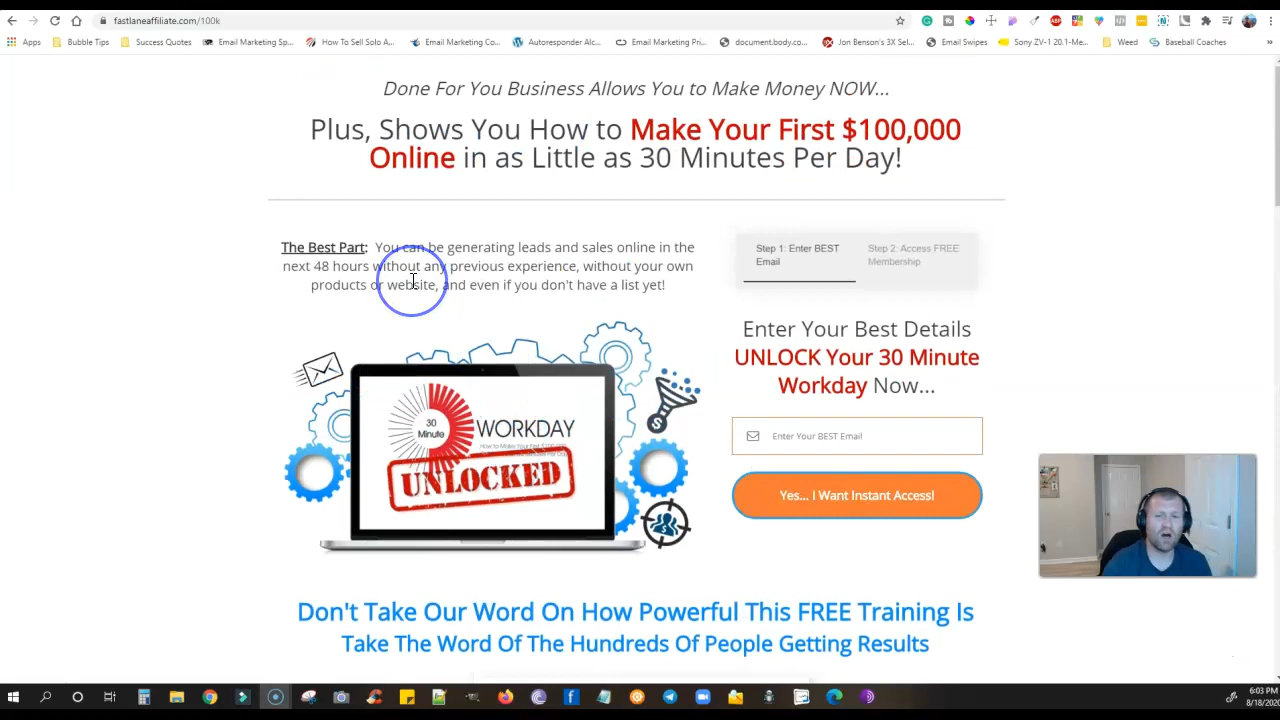 fastlaneaffiliate.com/100k
Apps Bubble Tips Success Quotes Email Marketing Sp... How To Sell Solo A... Email Marketing Co... Autoresponder Alc... Email Marketing Pri... document.body.co... Jon Benson's 3X Sel... Email Swipes Sony ZV-1 20.1-Me... Weed Baseball Coaches
Done For You Business Allows You to Make Money NOW...
Plus, Shows You How to Make Your First $100,000
Online in as Little as 30 Minutes Per Day!
The Best Part: You can be generating leads and sales online in the
next 48 hours without any previous experience, without your own
products or website, and even if you don't have a list yet!
Step 1: Enter BEST
Email
Step 2: Access FREE
Membership
Enter Your Best Details
UNLOCK Your 30 Minute
Workday Now...
Enter Your BEST Email
Yes... I Want Instant Access!
30
Minute
WORKDAY
How to Make Your First $100,000
UNLOCKED
Don't Take Our Word On How Powerful This FREE Training Is
Take The Word Of The Hundreds Of People Getting Results
6:03 PM